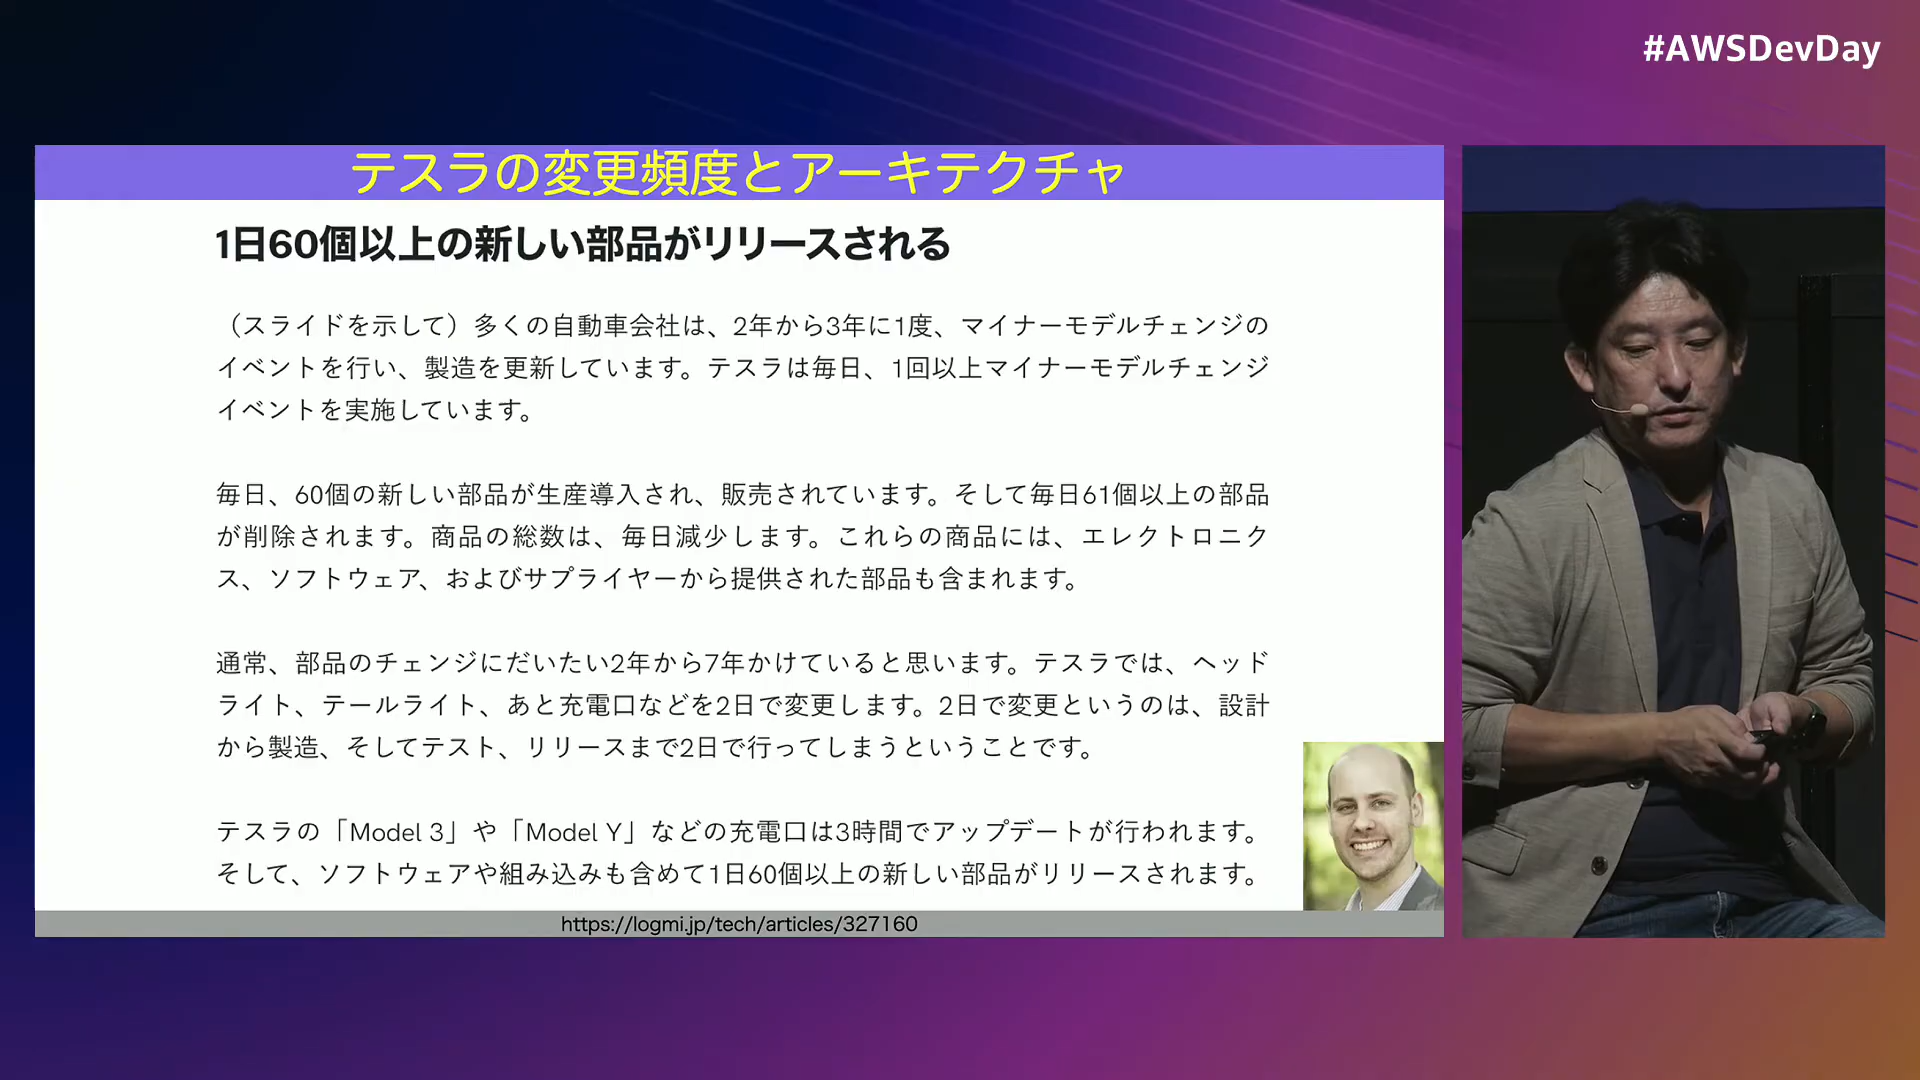 #AWSDevDay
テスラの変更頻度とアーキテクチャ
1日60個以上の新しい部品がリリースされる
（スライドを示して）多くの自動車会社は、2年から3年に1度、マイナーモデルチェンジの
イベントを行い、製造を更新しています。テスラは毎日、1回以上マイナーモデルチェンジ
イベントを実施しています。
毎日、60個の新しい部品が生産導入され、販売されています。そして毎日61個以上の部品
が削除されます。商品の総数は、毎日減少します。これらの商品には、エレクトロニク
ス、ソフトウェア、およびサプライヤーから提供された部品も含まれます。
通常、部品のチェンジにだいたい2年から7年かけていると思います。テスラでは、ヘッド
ライト、テールライト、あと充電口などを2日で変更します。2日で変更というのは、設計
から製造、そしてテスト、リリースまで2日で行ってしまうということです。
テスラの「Model 3」や「Model Y」などの充電口は3時間でアップデートが行われます。
そして、ソフトウェアや組み込みも含めて1日60個以上の新しい部品がリリースされます。
https://logmi.jp/tech/articles/327160